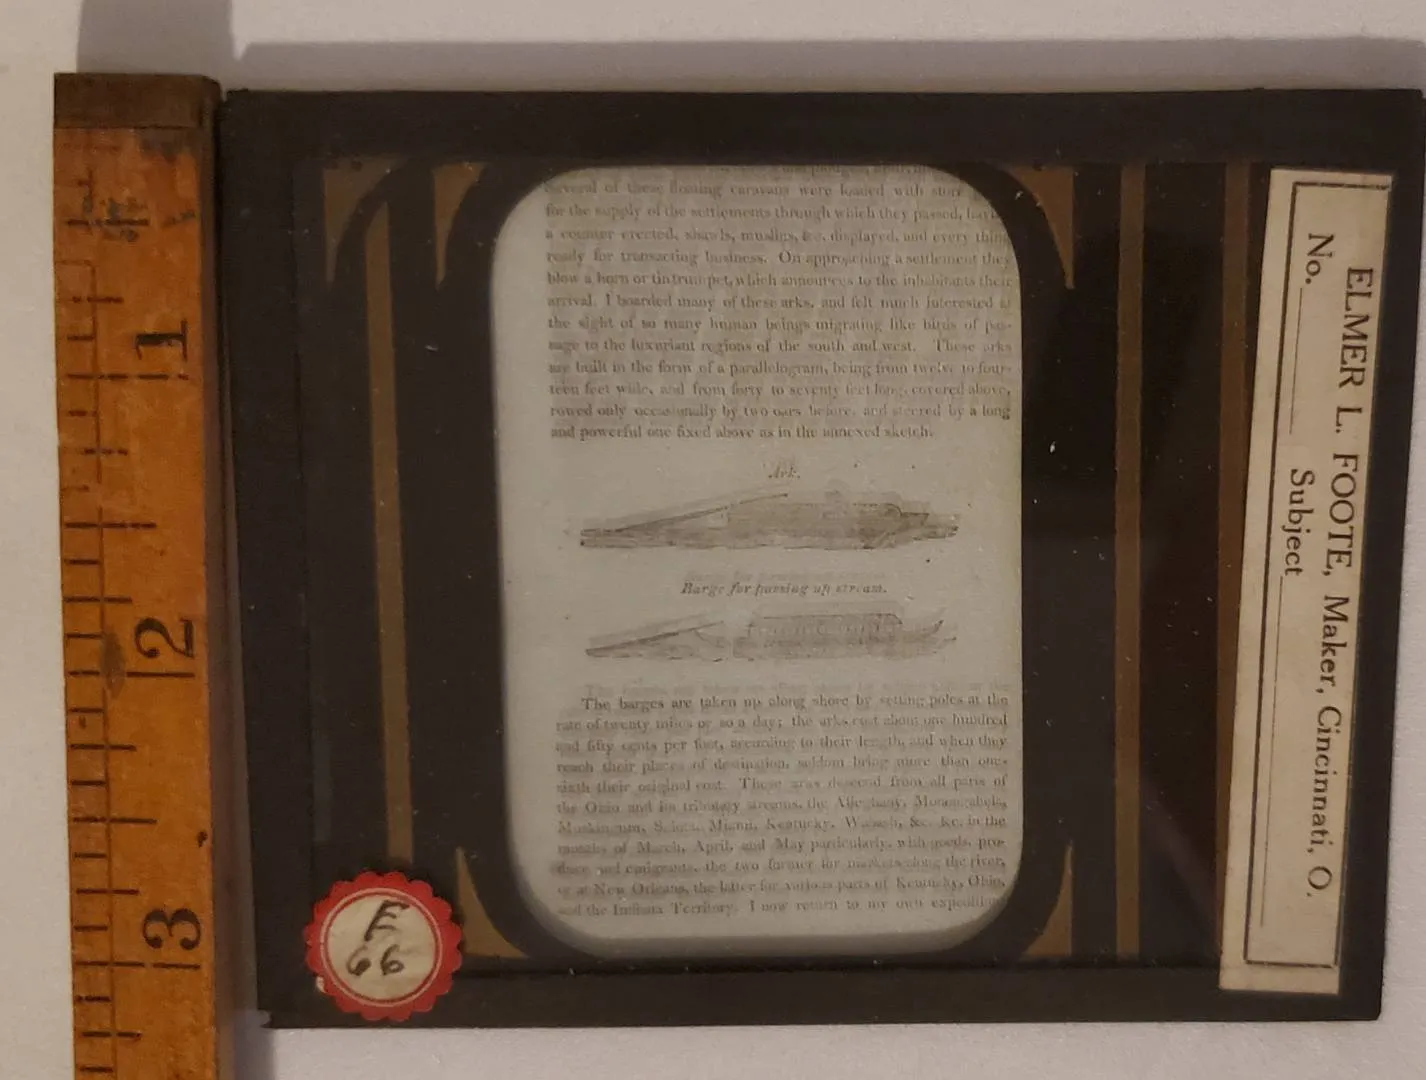 Several of these floating caravans were loaded with store
for the supply of the settlements through which they passed, havi
a counter erected, shawls, muslins, &c. displayed, and every thing
ready for transacting business. On approaching a settlement they
blow a horn or tin trumpet, which announces to the inhabitants their
arrival. I boarded many of these arks, and felt much interested at
the sight of so many human beings migrating like birds of pas-
sage to the luxuriant regions of the south and west. These arks
are built in the form of a parallelogram, being from twelve to four-
teen feet wide, and from forty to seventy feet long, covered above,
rowed only occasionally by two oars before, and steered by a long
and powerful one fixed above as in the annexed sketch.
Ark.
Barge for passing up stream.
The barges are taken up along shore by setting poles at the
rate of twenty miles or so a day; the arks cost about one hundred
and fifty cents per foot, according to their length, and when they
reach their places of destination, seldom bring more than one-
sixth their original cost. These arks descend from all parts of
the Ohio and its tributary streams, the Alleghany, Monongahela,
Muskingum, Sciota, Miami, Kentucky, Wabash, &c. &c. in the
months of March, April, and May particularly, with goods, pro-
duce and emigrants, the two former for markets along the river,
or at New Orleans, the latter for various parts of Kentucky, Ohio,
and the Indiana Territory. I now return to my own expedition
ELMER L. FOOTE, Maker, Cincinnati, O.
No. Subject
E
66
1
2
3